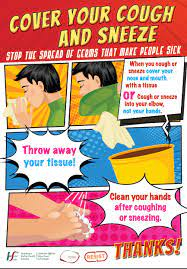 COVER YOUR COUGH
AND SNEEZE
STOP THE SPREAD OF GERMS THAT MAKE PEOPLE SICK
When you cough or
sneeze cover your
nose and mouth
with a tissue
OR Cough or sneeze
into your elbow,
not your hands.
Throw away
your tissue!
Clean your hands
after coughing
or sneezing.
THANKS!
RESIST